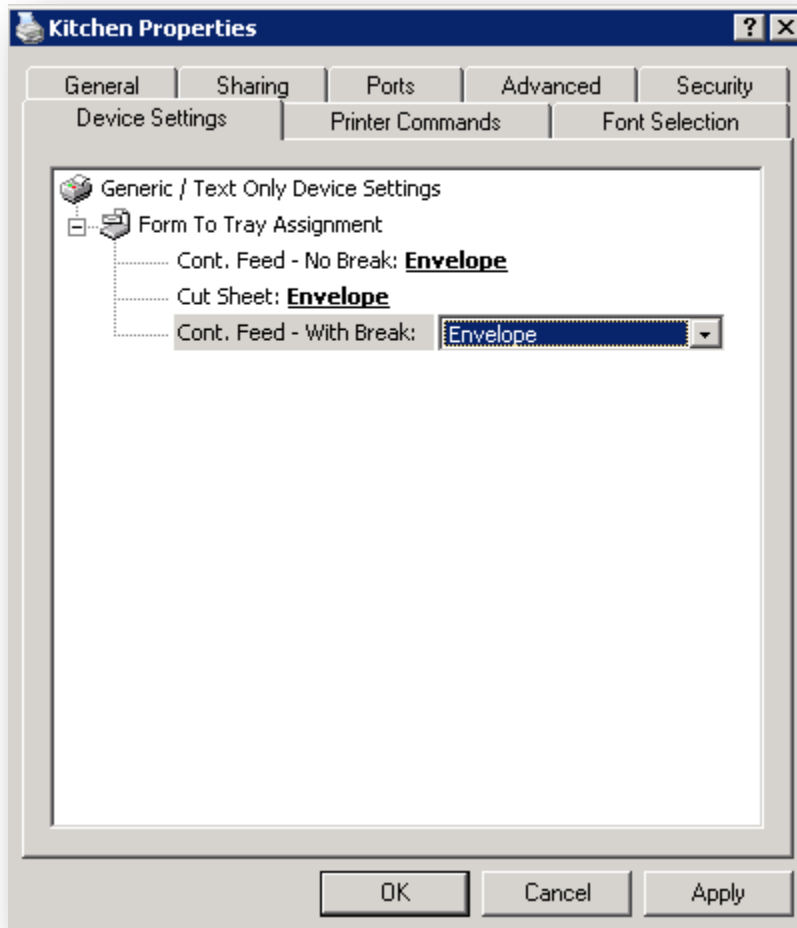 Kitchen Properties
General Sharing Ports Advanced Security
Device Settings Printer Commands Font Selection
Generic / Text Only Device Settings
Form To Tray Assignment
Cont. Feed - No Break: Envelope
Cut Sheet: Envelope
Cont. Feed - With Break: Envelope
OK Cancel Apply